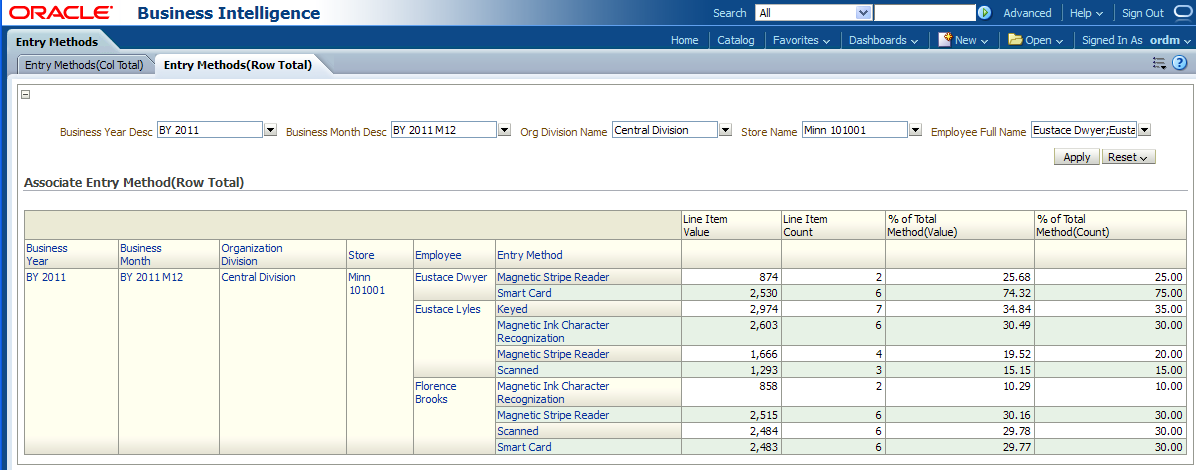 ORACLE Business Intelligence Search All Advanced Help Sign Out
Entry Methods Home Catalog Favorites Dashboards New Open Signed In As ordm
Entry Methods(Col Total) Entry Methods(Row Total)
Business Year Desc BY 2011 Business Month Desc BY 2011 M12 Org Division Name Central Division Store Name Minn 101001 Employee Full Name Eustace Dwyer;Eusta
Apply Reset
Associate Entry Method(Row Total)
Line Item Value Line Item Count % of Total Method(Value) % of Total Method(Count)
Business Year Business Month Organization Division Store Employee Entry Method
BY 2011 BY 2011 M12 Central Division Minn 101001 Eustace Dwyer Magnetic Stripe Reader 874 2 25.68 25.00
Smart Card 2,530 6 74.32 75.00
Eustace Lyles Keyed 2,974 7 34.84 35.00
Magnetic Ink Character Recognization 2,603 6 30.49 30.00
Magnetic Stripe Reader 1,666 4 19.52 20.00
Scanned 1,293 3 15.15 15.00
Florence Brooks Magnetic Ink Character Recognization 858 2 10.29 10.00
Magnetic Stripe Reader 2,515 6 30.16 30.00
Scanned 2,484 6 29.78 30.00
Smart Card 2,483 6 29.77 30.00